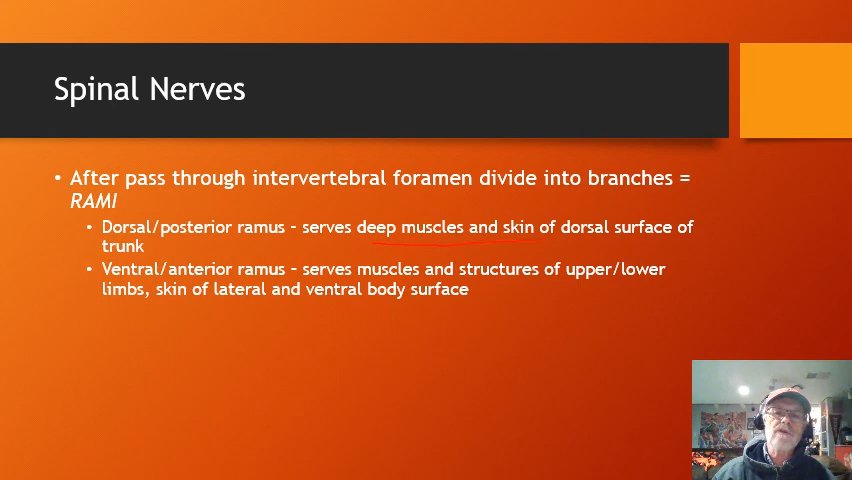 Spinal Nerves
• After pass through intervertebral foramen divide into branches =
RAMI
• Dorsal/posterior ramus – serves deep muscles and skin of dorsal surface of
trunk
• Ventral/anterior ramus – serves muscles and structures of upper/lower
limbs, skin of lateral and ventral body surface